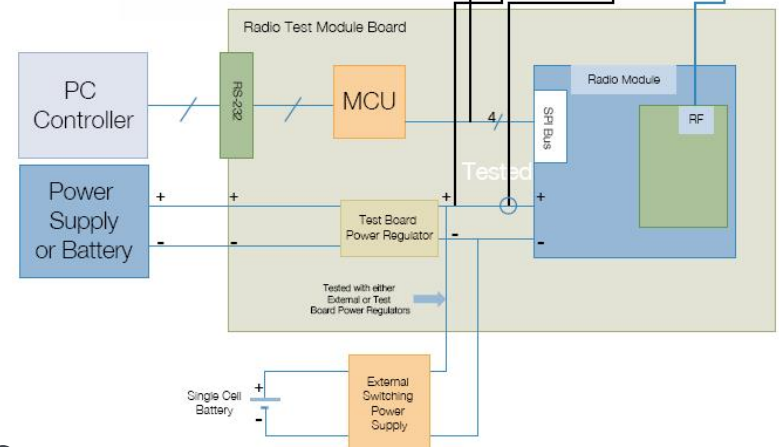 Radio Test Module Board
PC
Controller
RS-232
MCU
4
SPI Bus
Radio Module
RF
Tested
Power
Supply
or Battery
+
-
+
-
Test Board
Power Regulator
+
-
+
-
Tested with either
External or Test
Board Power Regulators
Single Cell
Battery
+
-
External
Switching
Power
Supply